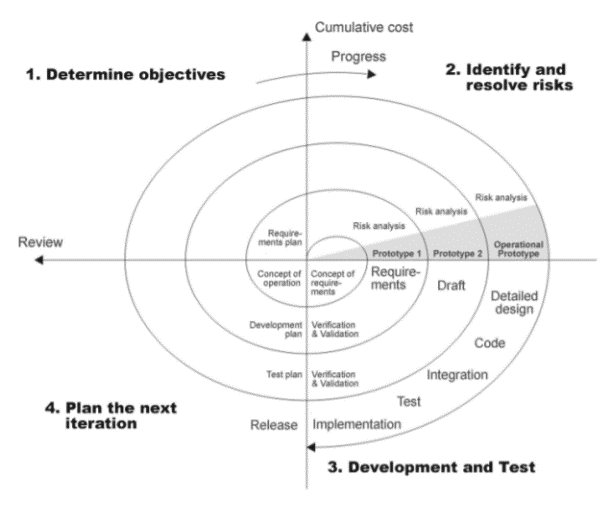 Cumulative cost
Progress
1. Determine objectives
2. Identify and
resolve risks
Risk analysis
Risk analysis
Risk analysis
Require-
ments plan
Review
Prototype 1
Prototype 2
Operational
Prototype
Concept of
operation
Concept of
require-
ments
Require-
ments
Draft
Detailed
design
Development
plan
Verification
& Validation
Code
Test plan
Verification
& Validation
Integration
Test
4. Plan the next
iteration
Release
Implementation
3. Development and Test